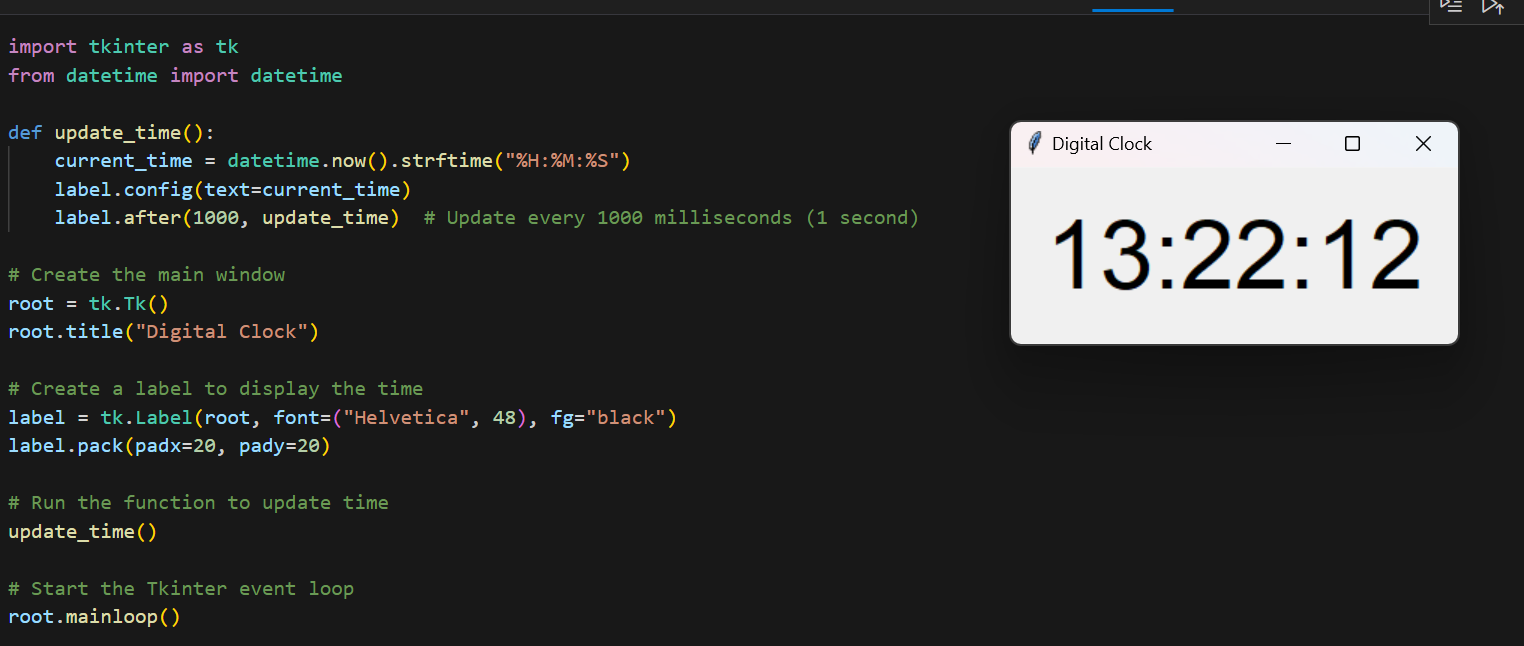 import tkinter as tk
from datetime import datetime
def update_time():
    current_time = datetime.now().strftime("%H:%M:%S")
    label.config(text=current_time)
    label.after(1000, update_time)  # Update every 1000 milliseconds (1 second)
# Create the main window
root = tk.Tk()
root.title("Digital Clock")
# Create a label to display the time
label = tk.Label(root, font=("Helvetica", 48), fg="black")
label.pack(padx=20, pady=20)
# Run the function to update time
update_time()
# Start the Tkinter event loop
root.mainloop()
Digital Clock
13:22:12